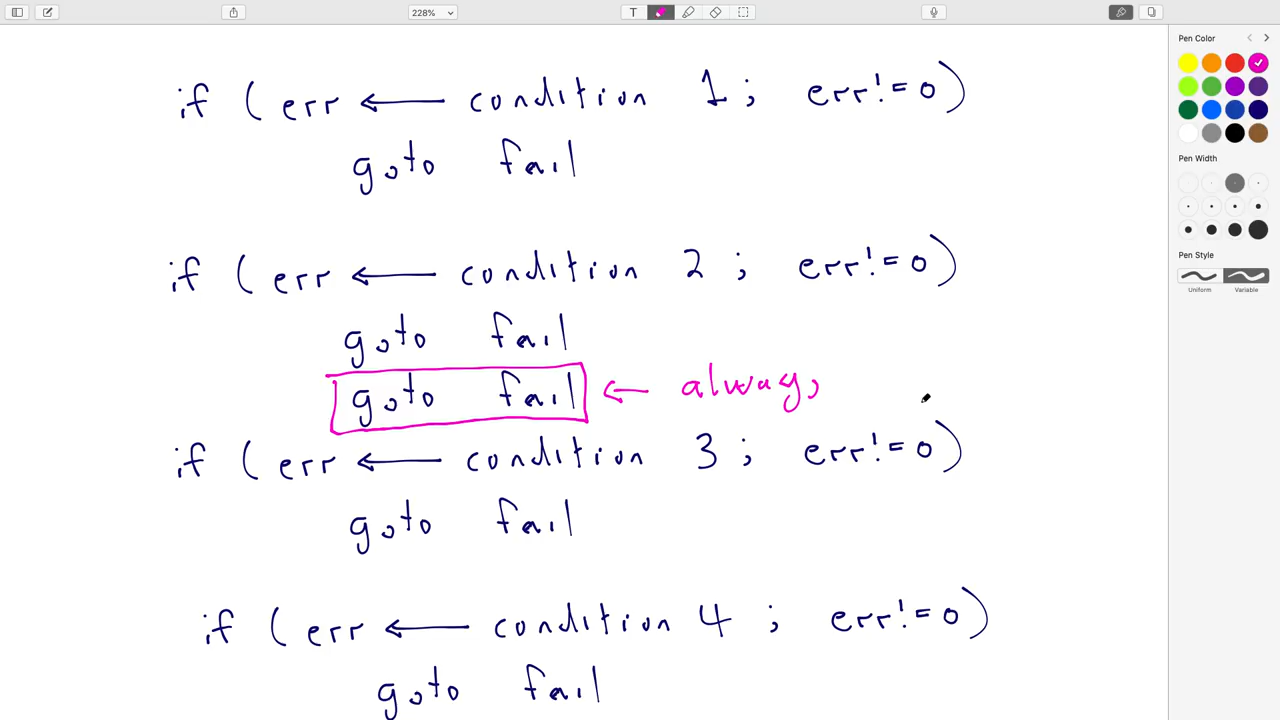 228%
T
Pen Color
if ( err ← condition 1 ; err != 0 )
goto fail
Pen Width
if ( err ← condition 2 ; err != 0 )
Pen Style
Uniform Variable
goto fail
goto fail ← always
if ( err ← condition 3 ; err != 0 )
goto fail
if ( err ← condition 4 ; err != 0 )
goto fail